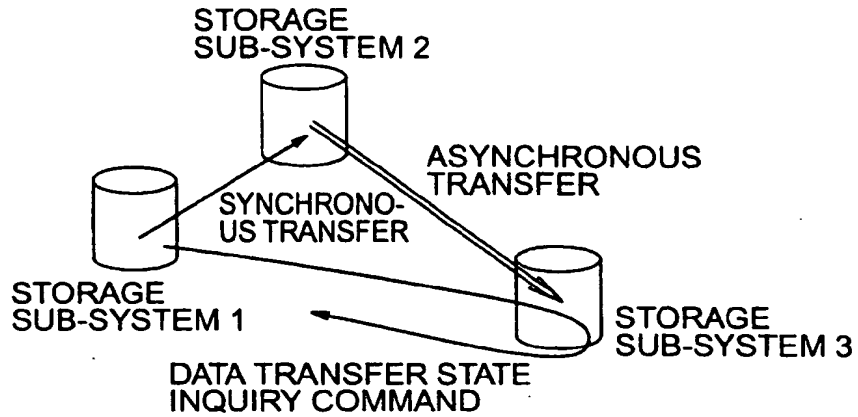 STORAGE
SUB-SYSTEM 2
ASYNCHRONOUS
TRANSFER
SYNCHRONO-
US TRANSFER
STORAGE
SUB-SYSTEM 1
STORAGE
SUB-SYSTEM 3
DATA TRANSFER STATE
INQUIRY COMMAND